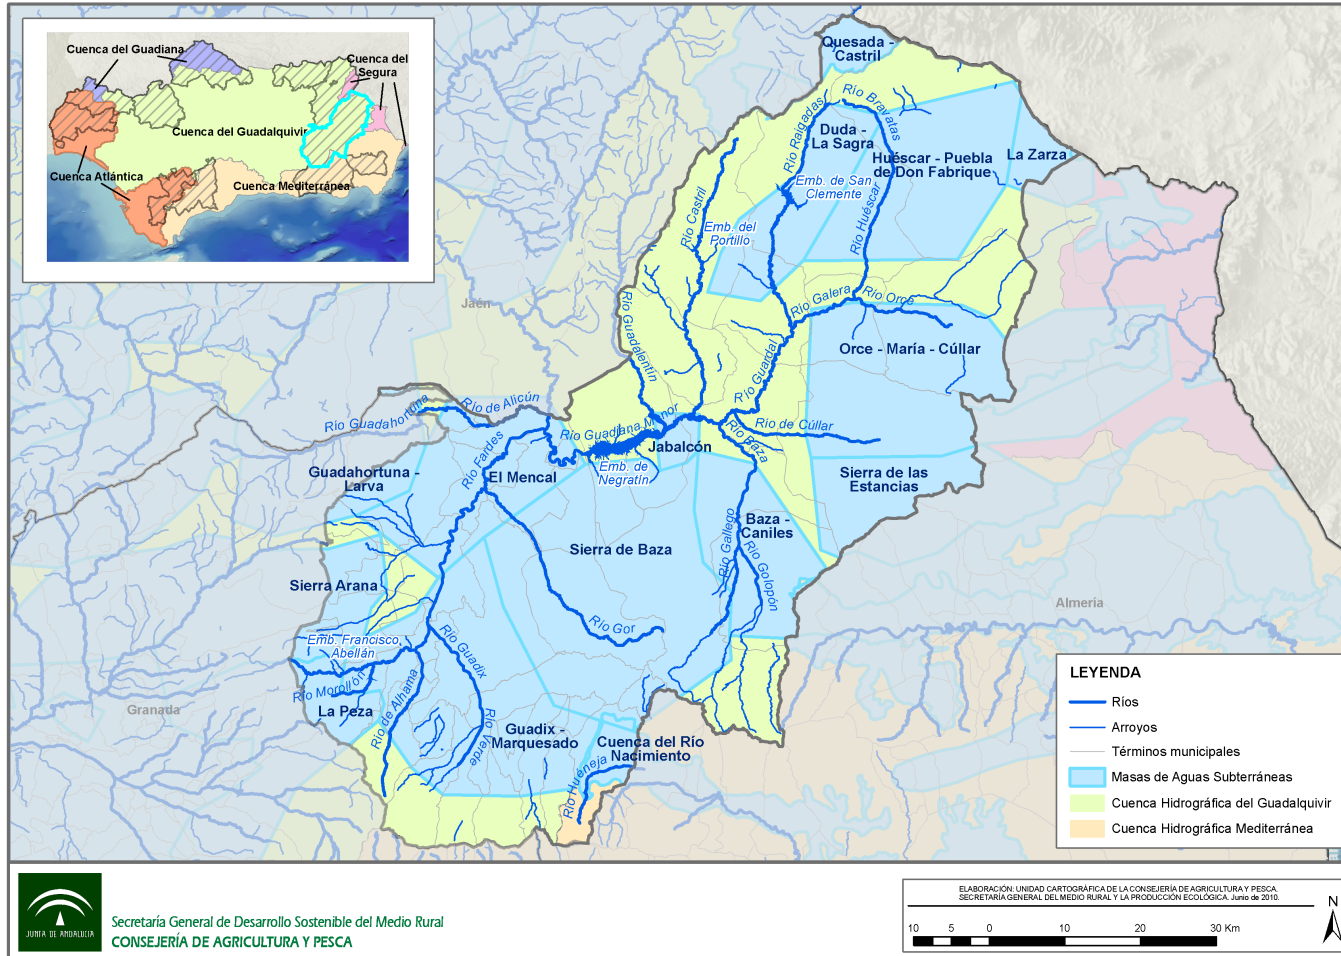 Cuenca del Guadiana
Cuenca del
Segura
Cuenca del Guadalquivir
Cuenca Atlántica
Cuenca Mediterránea
Quesada -
Castril
Río Bravatas
Río Raigadas
Duda -
La Sagra
Huéscar - Puebla
de Don Fabrique
La Zarza
Emb. de San
Clemente
Río Castril
Emb. del
Portillo
Río Huéscar
Jaén
Río Guadalentín
Río Galera
Río Orce
Orce - María - Cúllar
Río Guardal
Río de Alicún
Río Guadahortuna
Río Guadiana Menor
Río de Cúllar
Río Baza
Jabalcón
Río Fardes
Guadahortuna -
Larva
El Mencal
Emb. de
Negratín
Sierra de las
Estancias
Baza -
Caniles
Río Gallego
Río Golopón
Sierra de Baza
Sierra Arana
Almería
Río Gor
Emb. Francisco
Abellán
Río Guadix
Río Morollón
Río de Alhama
La Peza
Granada
Río Verde
Guadix -
Marquesado
Cuenca del Río
Nacimiento
Río Huéneja
LEYENDA
Ríos
Arroyos
Términos municipales
Masas de Aguas Subterráneas
Cuenca Hidrográfica del Guadalquivir
Cuenca Hidrográfica Mediterránea
JUNTA DE ANDALUCIA
Secretaría General de Desarrollo Sostenible del Medio Rural
CONSEJERÍA DE AGRICULTURA Y PESCA
ELABORACIÓN: UNIDAD CARTOGRÁFICA DE LA CONSEJERÍA DE AGRICULTURA Y PESCA.
SECRETARÍA GENERAL DEL MEDIO RURAL Y LA PRODUCCIÓN ECOLÓGICA. Junio de 2010.
N
10 5 0 10 20 30 Km